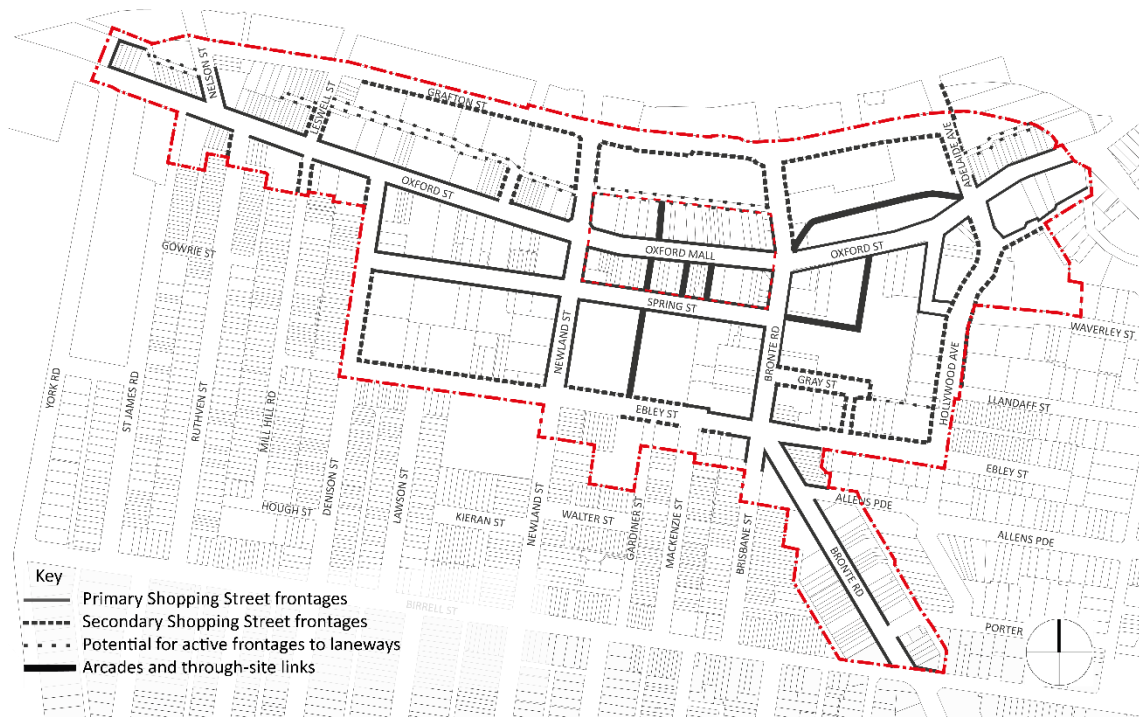 NELSON ST
LESWELL ST
GRAFTON ST
ADELAIDE AVE
OXFORD ST
OXFORD MALL
OXFORD ST
GOWRIE ST
SPRING ST
NEWLAND ST
BRONTE RD
WAVERLEY ST
HOLLYWOOD AVE
GRAY ST
LLANDAFF ST
YORK RD
ST JAMES RD
RUTHVEN ST
MILL HILL RD
EBLEY ST
EBLEY ST
DENISON ST
LAWSON ST
HOUGH ST
KIERAN ST
NEWLAND ST
WALTER ST
GARDINER ST
MACKENZIE ST
BRISBANE ST
ALLENS PDE
ALLENS PDE
BRONTE RD
BIRRELL ST
PORTER
Key
Primary Shopping Street frontages
Secondary Shopping Street frontages
Potential for active frontages to laneways
Arcades and through-site links